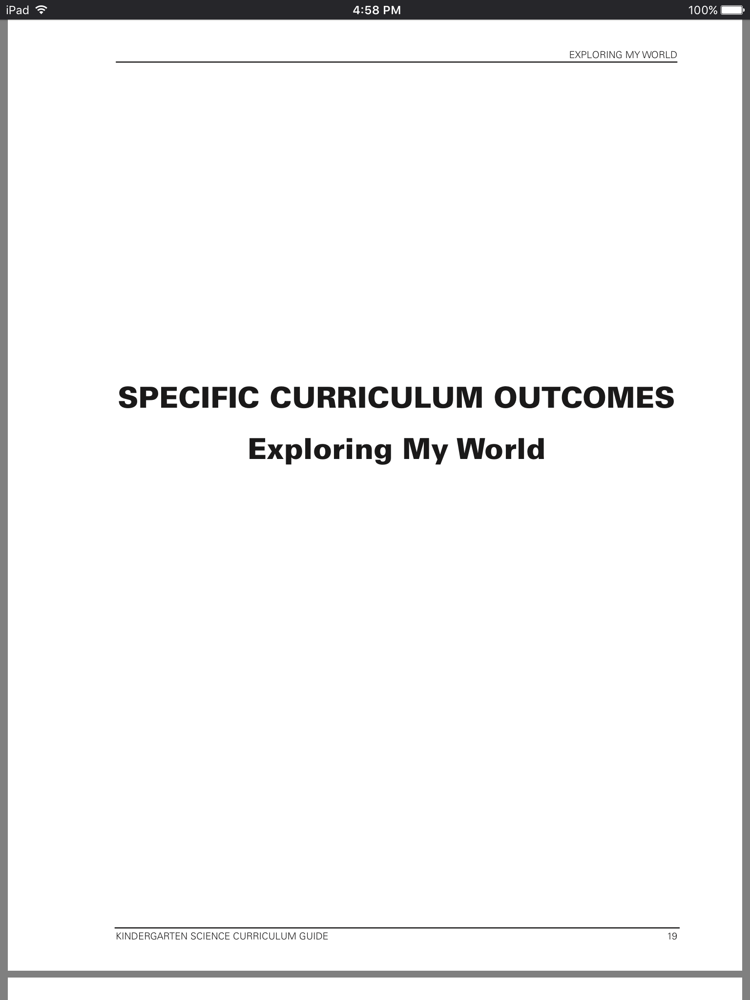 iPad 4:58 PM 100%
EXPLORING MY WORLD
SPECIFIC CURRICULUM OUTCOMES
Exploring My World
KINDERGARTEN SCIENCE CURRICULUM GUIDE 19